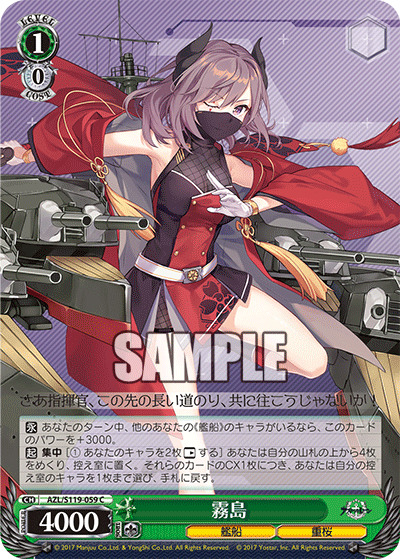 LEVEL
1
0
COST
SAMPLE
さあ指揮官、この先の長い道のり、共に往こうじゃないか！
永 あなたのターン中、他のあなたの《艦船》のキャラがいるなら、このカード
のパワーを＋3000。
起 集中 [① あなたのキャラを2枚 する] あなたは自分の山札の上から4枚
をめくり、控え室に置く。それらのカードのCX1枚につき、あなたは自分の控
え室のキャラを1枚まで選び、手札に戻す。
CH AZL/S119-059 C
霧島
アズールレーン
4000
艦船 重桜
© 2017 Manjuu Co.,Ltd. & YongShi Co.,Ltd. All Rights Reserved. © 2017 Yostar, Inc. All Rights Reserved.